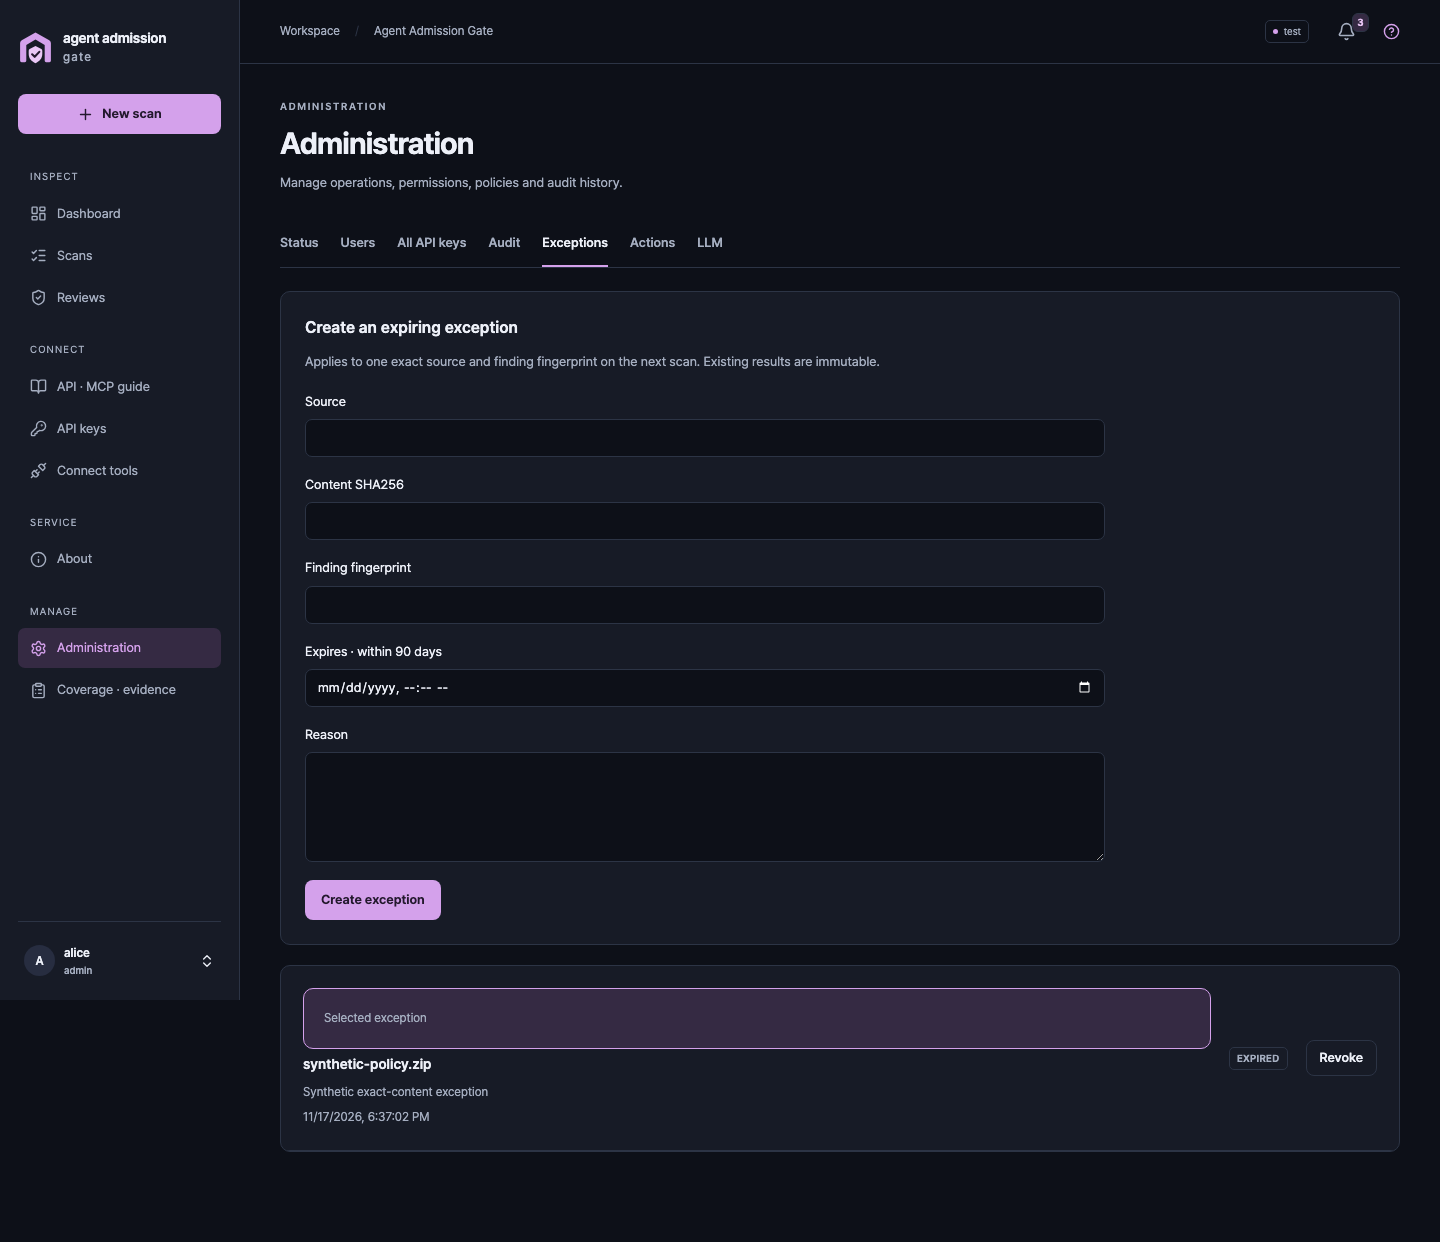 agent admission
gate
New scan
INSPECT
Dashboard
Scans
Reviews
CONNECT
API · MCP guide
API keys
Connect tools
SERVICE
About
MANAGE
Administration
Coverage · evidence
A
alice
admin
Workspace / Agent Admission Gate
test
3
ADMINISTRATION
Administration
Manage operations, permissions, policies and audit history.
Status Users All API keys Audit Exceptions Actions LLM
Create an expiring exception
Applies to one exact source and finding fingerprint on the next scan. Existing results are immutable.
Source
Content SHA256
Finding fingerprint
Expires · within 90 days
mm/dd/yyyy, --:-- --
Reason
Create exception
Selected exception
synthetic-policy.zip
Synthetic exact-content exception
11/17/2026, 6:37:02 PM
EXPIRED
Revoke